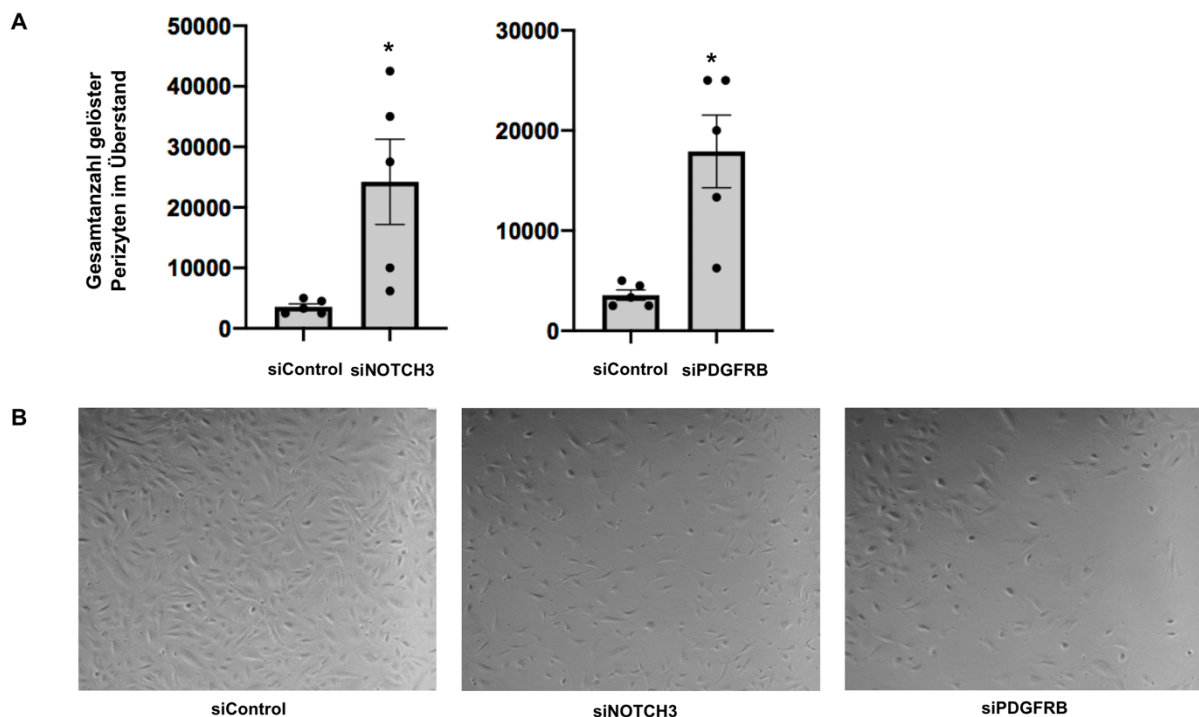 A
Gesamtanzahl gelöster
Perizyten im Überstand
50000
40000
30000
20000
10000
0
*
siControl
siNOTCH3
30000
20000
10000
0
*
siControl
siPDGFRB
B
siControl
siNOTCH3
siPDGFRB